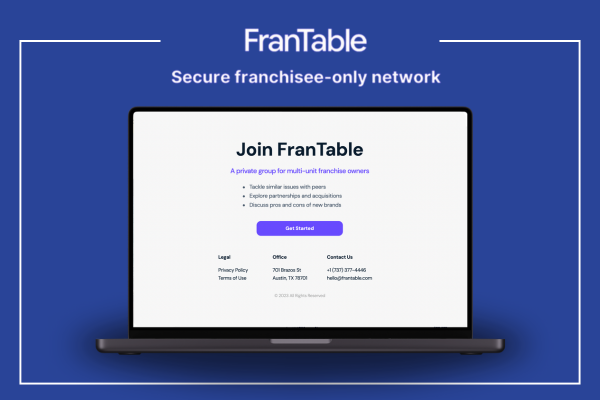 FranTable
Secure franchisee-only network
Join FranTable
A private group for multi-unit franchise owners
• Tackle similar issues with peers
• Explore partnerships and acquisitions
• Discuss pros and cons of new brands
Get Started
Legal
Privacy Policy
Terms of Use
Office
701 Brazos St
Austin, TX 78701
Contact Us
+1 (737) 377-4446
hello@frantable.com
© 2023 All Rights Reserved